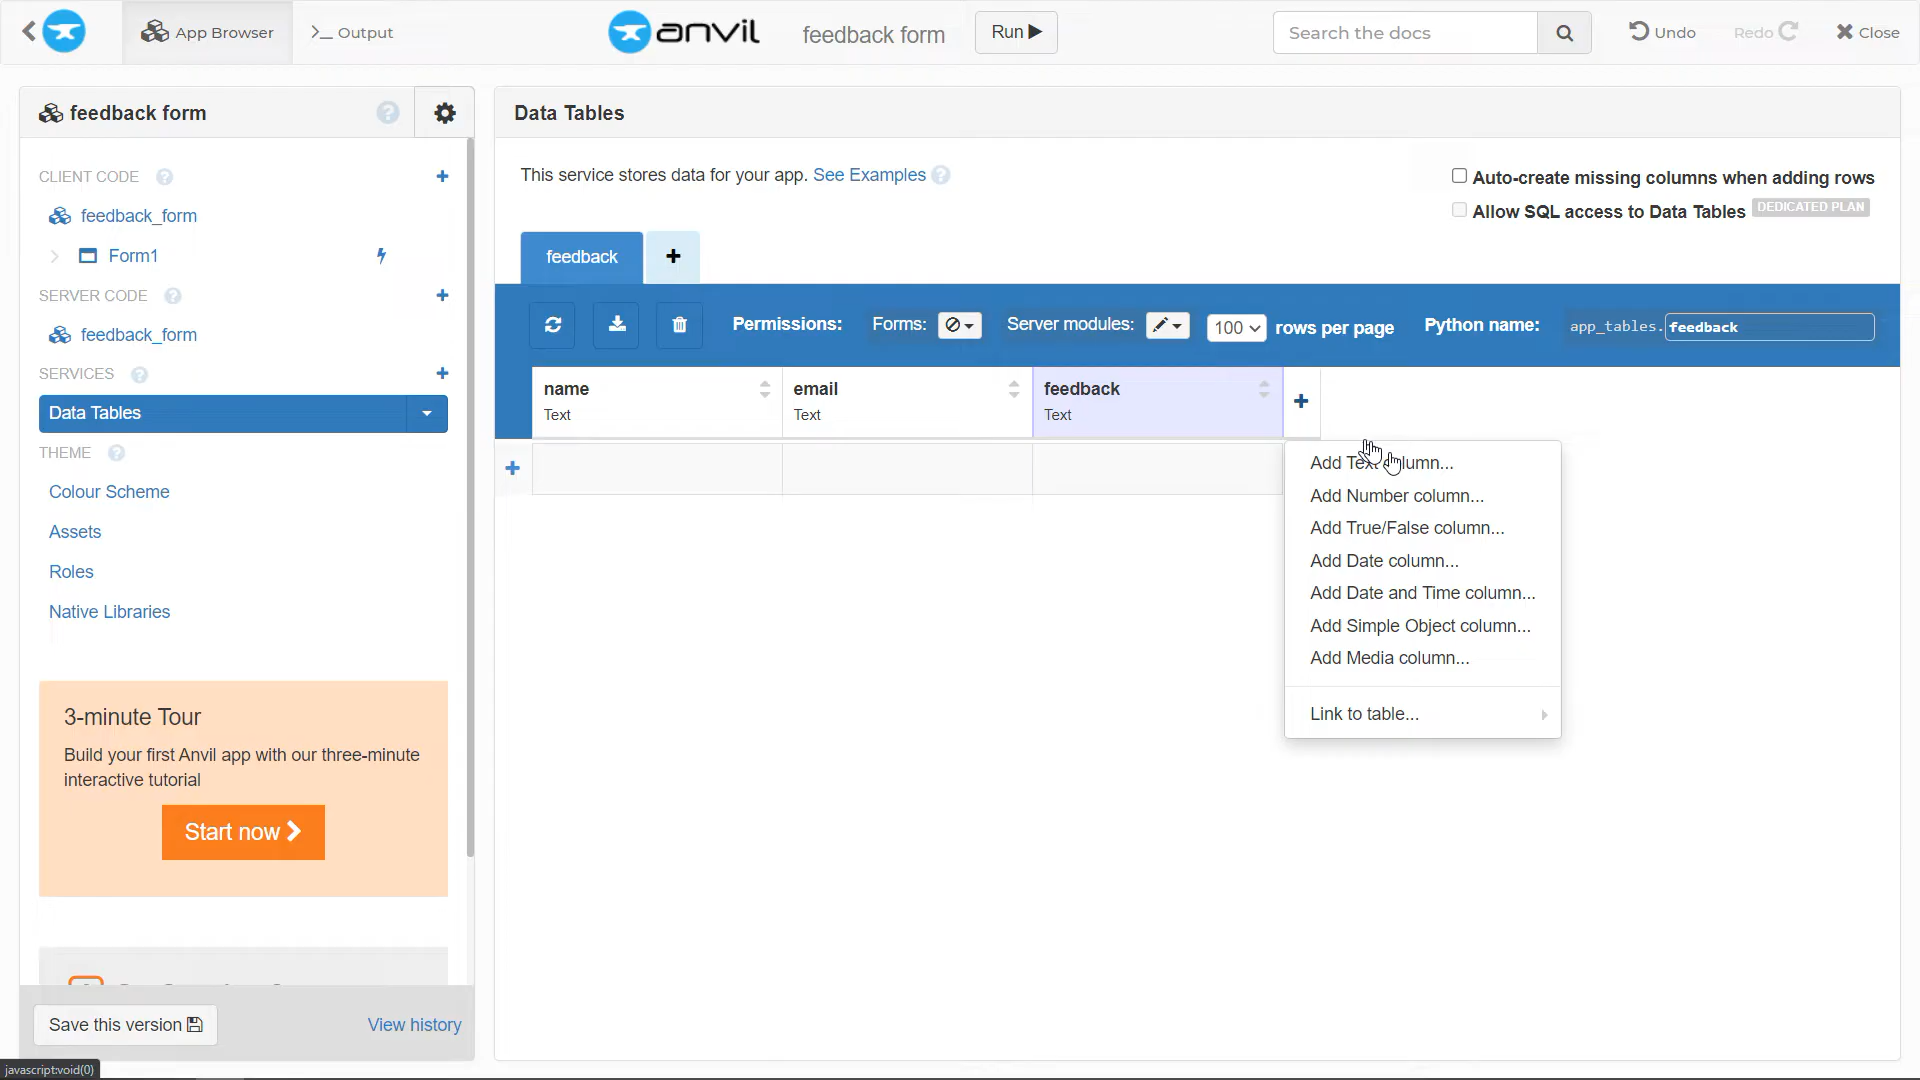 App Browser
Output
anvil
feedback form
Run
Search the docs
Undo
Redo
Close
feedback form
CLIENT CODE
feedback_form
Form1
SERVER CODE
feedback_form
SERVICES
Data Tables
THEME
Colour Scheme
Assets
Roles
Native Libraries
3-minute Tour
Build your first Anvil app with our three-minute
interactive tutorial
Start now
Save this version
View history
javascript:void(0)
Data Tables
This service stores data for your app. See Examples
Auto-create missing columns when adding rows
Allow SQL access to Data Tables DEDICATED PLAN
feedback
Permissions: Forms: Server modules: 100 rows per page Python name: app_tables. feedback
name
Text
email
Text
feedback
Text
Add Text column...
Add Number column...
Add True/False column...
Add Date column...
Add Date and Time column...
Add Simple Object column...
Add Media column...
Link to table...